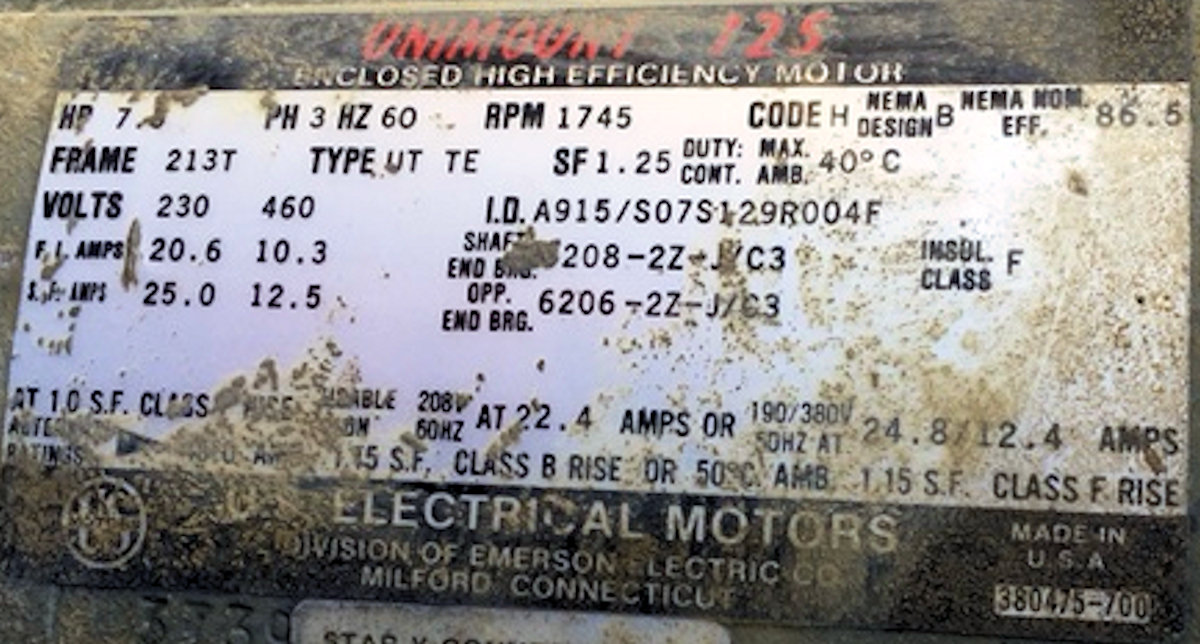 UNIMOUNT 125
ENCLOSED HIGH EFFICIENCY MOTOR
HP PH 3 HZ 60 RPM 1745 CODE H NEMA DESIGN B NEMA NOM. EFF. 86.5
FRAME 213T TYPE UT TE SF 1.25 DUTY: CONT. MAX. AMB. 40°C
VOLTS 230 460 I.D. A915/S07S129R004F
F.L. AMPS 20.6 10.3 SHAFT END BRG. 208-2Z-J/C3 INSUL. CLASS F
S.F. AMPS 25.0 12.5 OPP. END BRG. 6206-2Z-J/C3
AT 1.0 S.F. CLASS 208V 60HZ AT 22.4 AMPS OR 190/380V 50HZ AT 24.8/12.4 AMPS
RATINGS 1.15 S.F. CLASS B RISE OR 50°C AMB. 1.15 S.F. CLASS F RISE
ELECTRICAL MOTORS
DIVISION OF EMERSON ELECTRIC CO.
MILFORD, CONNECTICUT
MADE IN
U.S.A
380475-700